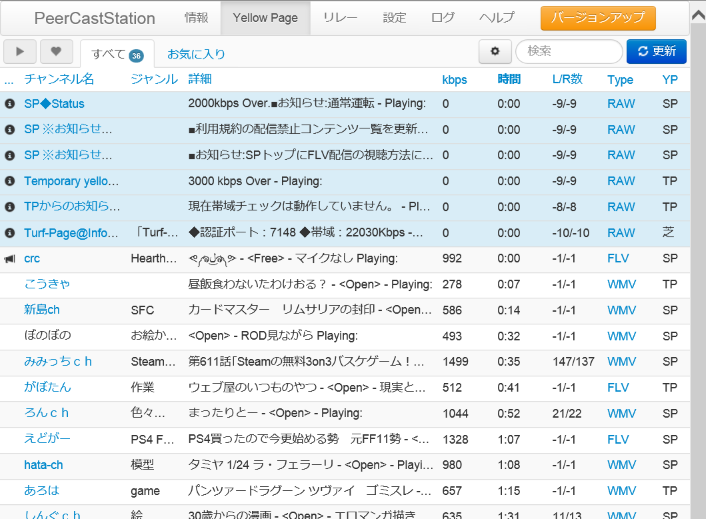 PeerCastStation 情報 Yellow Page リレー 設定 ログ ヘルプ バージョンアップ
すべて 36 お気に入り 検索 更新
... チャンネル名 ジャンル 詳細 kbps 時間 L/R数 Type YP
SP◆Status 2000kbps Over.■お知らせ:通常運転 - Playing: 0 0:00 -9/-9 RAW SP
SP ※お知らせ... ■利用規約の配信禁止コンテンツ一覧を更新... 0 0:00 -9/-9 RAW SP
SP ※お知らせ... ■お知らせ:SPトップにFLV配信の視聴方法に... 0 0:00 -9/-9 RAW SP
Temporary yello... 3000 kbps Over - Playing: 0 0:00 -9/-9 RAW TP
TPからのお知ら... 現在帯域チェックは動作していません。 - Pl... 0 0:00 -8/-8 RAW TP
Turf-Page@Info... 「Turf-... ◆認証ポート：7148 ◆帯域：22030Kbps -... 0 0:00 -10/-10 RAW 芝
crc Hearth... - <Free> - マイクなし Playing: 992 0:00 -1/-1 FLV SP
こうきゃ 昼飯食わないたわけおる？ - <Open> - Playing: 278 0:07 -1/-1 WMV TP
新島ch SFC カードマスター　リムサリアの封印 - <Open... 586 0:14 -1/-1 WMV SP
ぼのぼの お絵か... <Open> - ROD見ながら Playing: 493 0:32 -1/-1 WMV SP
みみっちｃｈ Steam... 第611話｢Steamの無料3on3バスケゲーム！... 1499 0:35 147/137 WMV SP
がぼたん 作業 ウェブ屋のいつものやつ - <Open> - 現実と... 512 0:41 -1/-1 FLV TP
ろんｃｈ 色々... まったりとー - <Open> - Playing: 1044 0:52 21/22 WMV SP
えどがー PS4 F... PS4買ったので今更始める勢　元FF11勢 - <... 1328 1:07 -1/-1 FLV SP
hata-ch 模型 タミヤ 1/24 ラ・フェラーリ - <Open> - Playi... 980 1:08 -1/-1 WMV SP
あろは game パンツァードラグーン ツヴァイ　ゴミスレ -... 657 1:15 -1/-1 WMV TP
しんぐｃｈ 絵 30歳からの漫画 - <Open> - エロマンガ描き 635 1:31 11/13 WMV SP